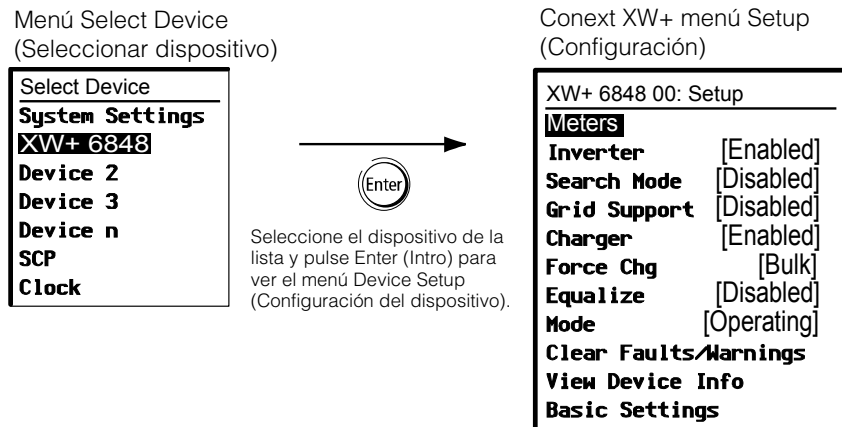 Menú Select Device
(Seleccionar dispositivo)
Select Device
System Settings
XW+ 6848
Device 2
Device 3
Device n
SCP
Clock
Enter
Seleccione el dispositivo de la
lista y pulse Enter (Intro) para
ver el menú Device Setup
(Configuración del dispositivo).
Conext XW+ menú Setup
(Configuración)
XW+ 6848 00: Setup
Meters
Inverter [Enabled]
Search Mode [Disabled]
Grid Support [Disabled]
Charger [Enabled]
Force Chg [Bulk]
Equalize [Disabled]
Mode [Operating]
Clear Faults/Warnings
View Device Info
Basic Settings